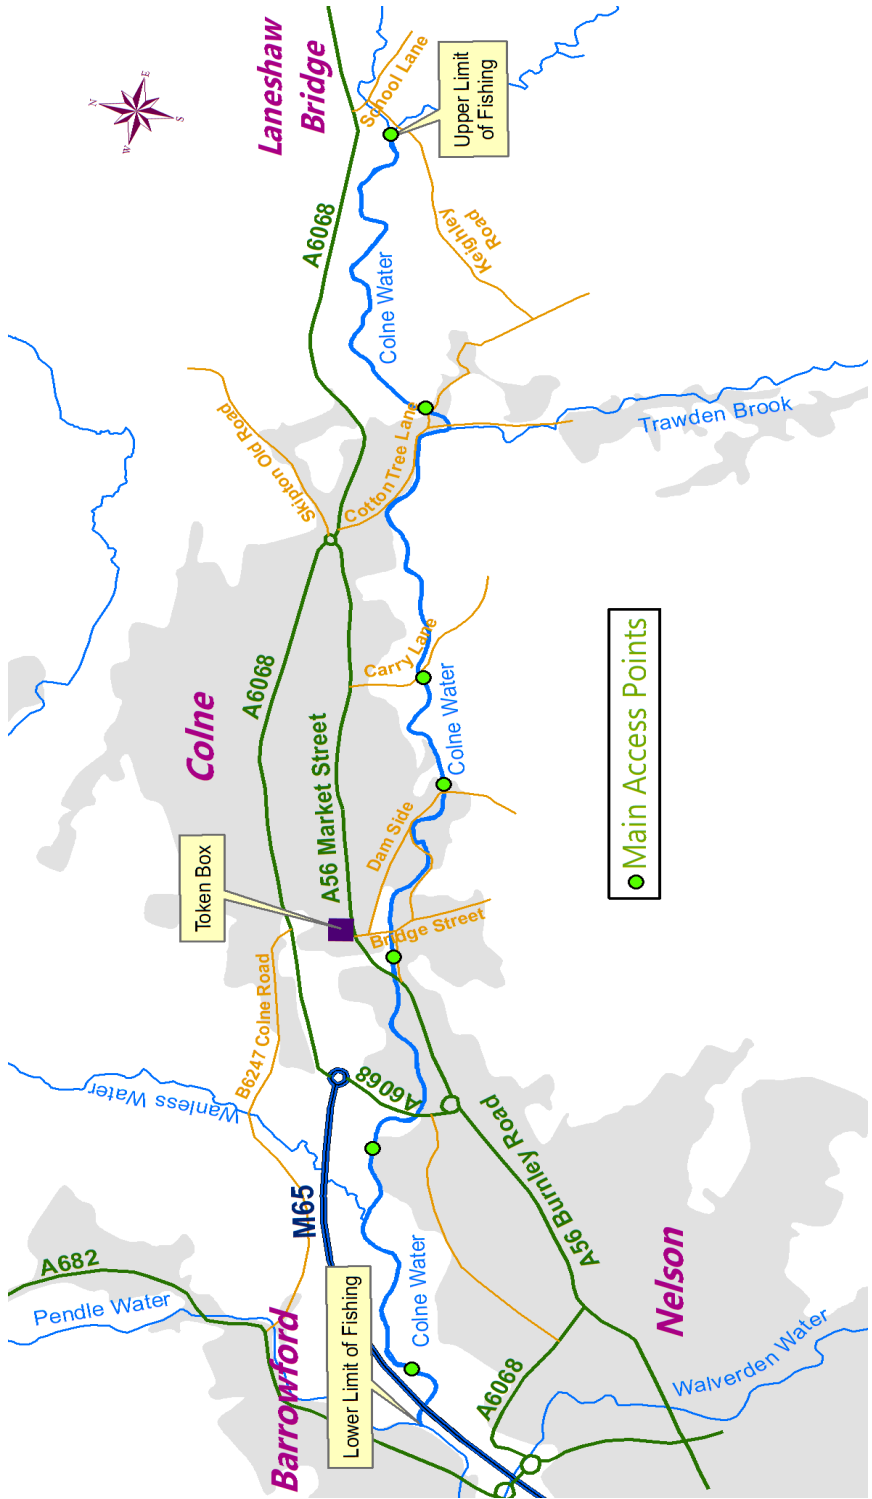 Laneshaw
Bridge
N
E
S
W
School Lane
Upper Limit
of Fishing
A6068
Keighley
Road
Colne Water
Skipton Old Road
Cotton Tree Lane
Trawden Brook
A6068
Carry Lane
Colne
Colne Water
A56 Market Street
Main Access Points
Dam Side
Token Box
Bridge Street
B6247 Colne Road
Wanless Water
A6068
M65
A56 Burnley Road
A682
Pendle Water
Colne Water
Nelson
Barrowford
Lower Limit of Fishing
A6068
Walverden Water